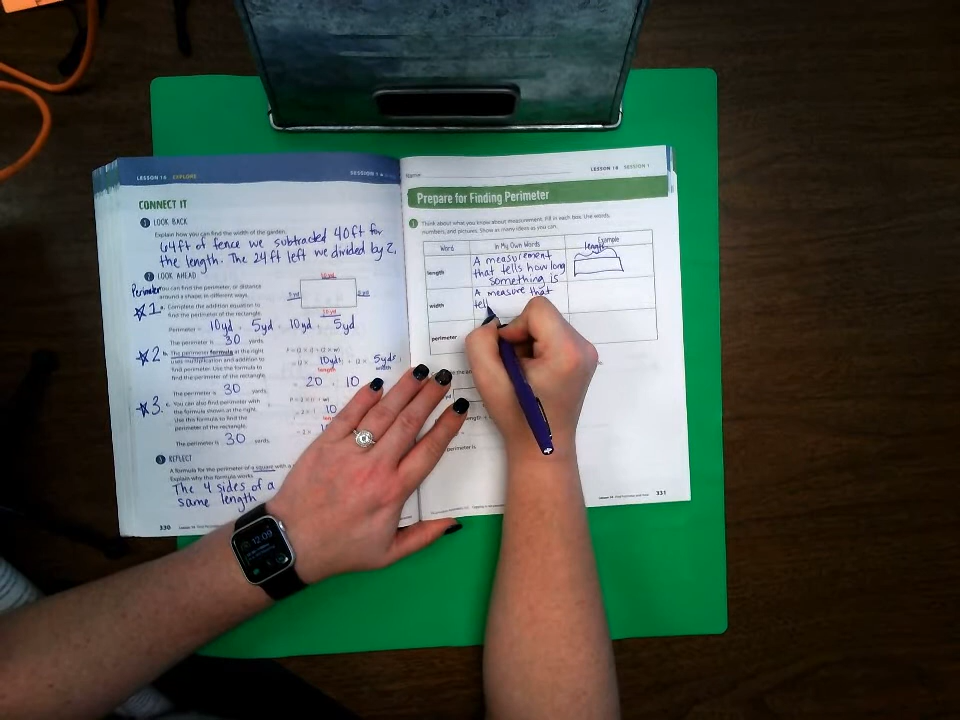 LESSON 16 EXPLORE
SESSION 1
CONNECT IT
1 LOOK BACK
Explain how you can find the width of the garden.
64ft of fence we subtracted 40ft for
the length. The 24ft left we divided by 2.
2 LOOK AHEAD
Perimeter
You can find the perimeter, or distance
around a shape, in different ways.
10 yd
5 yd
10 yd
☆1. a. Complete the addition equation to
find the perimeter of the rectangle.
Perimeter = 10yd + 5yd + 10yd + 5yd
The perimeter is 30 yards.
☆2. b. The perimeter formula at the right
uses multiplication and addition to
find perimeter. Use the formula to
find the perimeter of the rectangle.
10yds
5yds
length
width
= 20 + 10
The perimeter is 30 yards.
☆3. c. You can also find perimeter with
the formula shown at the right.
Use this formula to find the
perimeter of the rectangle.
10
The perimeter is 30 yards.
3 REFLECT
A formula for the perimeter of a square with a
Explain why this formula works.
The 4 sides of a
same length
330
Name
LESSON 16 SESSION 1
Prepare for Finding Perimeter
1 Think about what you know about measurement. Fill in each box. Use words,
numbers, and pictures. Show as many ideas as you can.
Word In My Own Words Example
length
A measurement
that tells how long
something is
length
width
A measure that
tell
perimeter
331